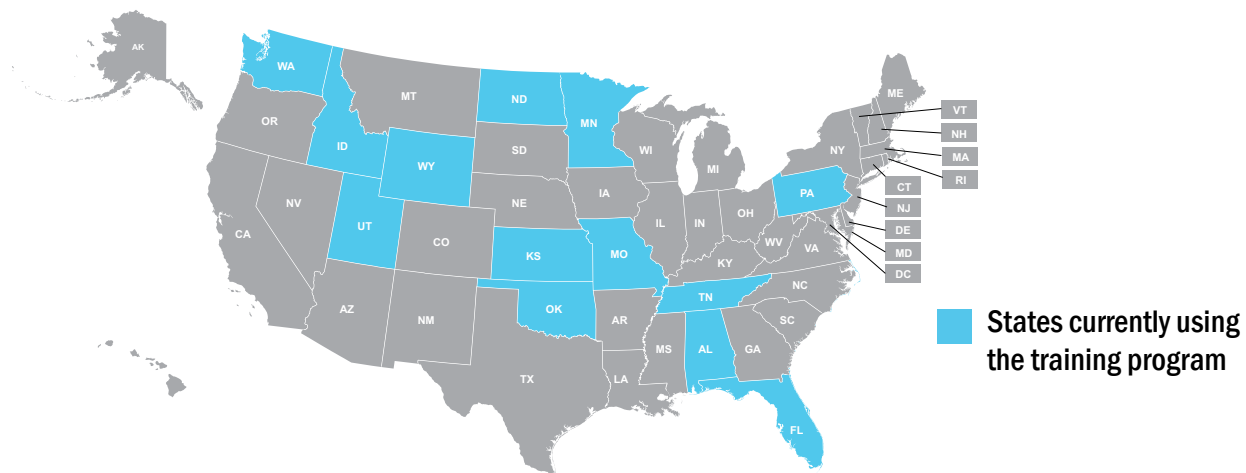 AK
WA
MT
ND
MN
ME
VT
NH
OR
ID
WY
SD
WI
MI
NY
MA
RI
CT
NJ
DE
MD
DC
NV
UT
CO
NE
IA
IL
IN
OH
PA
WV
VA
CA
KS
MO
KY
NC
AZ
NM
OK
AR
TN
SC
TX
LA
MS
AL
GA
FL
States currently using
the training program